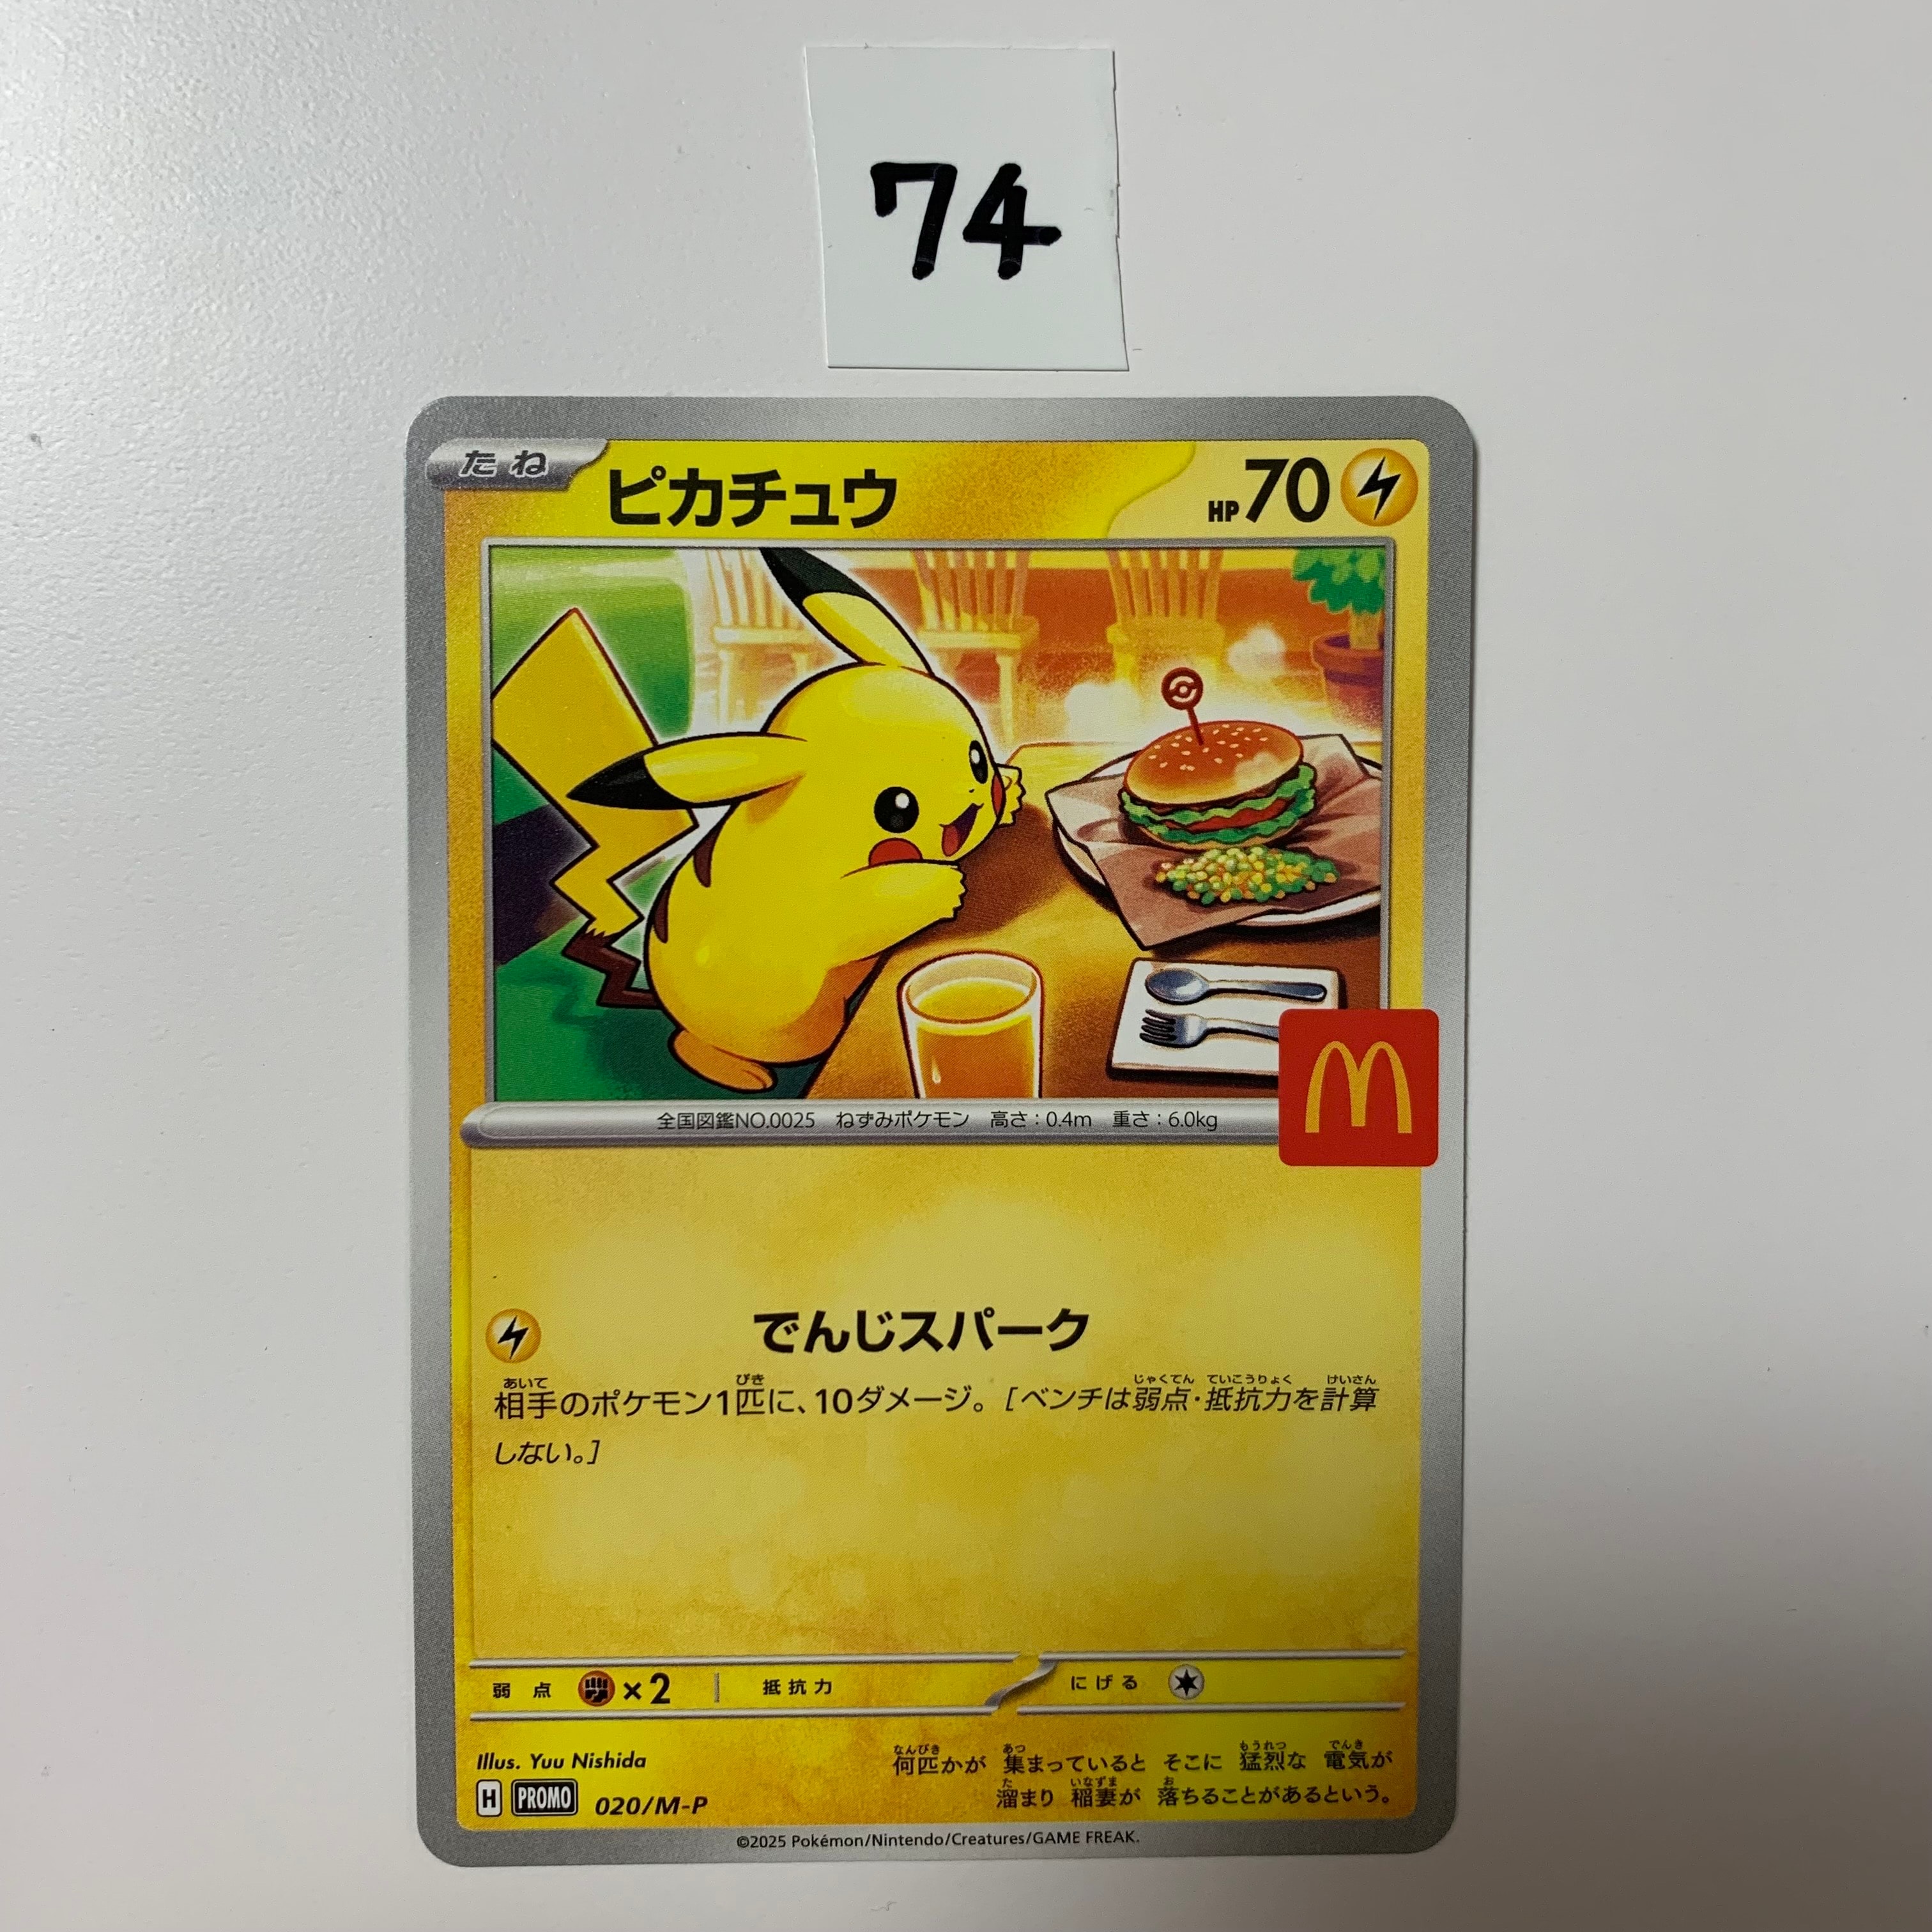 74
たね
ピカチュウ
HP70
全国図鑑NO.0025 ねずみポケモン 高さ:0.4m 重さ:6.0kg
でんじスパーク
あいて びき じゃくてん ていこうりょく けいさん
相手のポケモン1匹に、10ダメージ。[ベンチは弱点・抵抗力を計算
しない。]
弱点 ×2 抵抗力 にげる
Illus. Yuu Nishida
なんびき あつ もうれつ でんき
何匹かが 集まっていると そこに 猛烈な 電気が
た いなずま お
溜まり 稲妻が 落ちることがあるという。
H PROMO 020/M-P
©2025 Pokémon/Nintendo/Creatures/GAME FREAK.